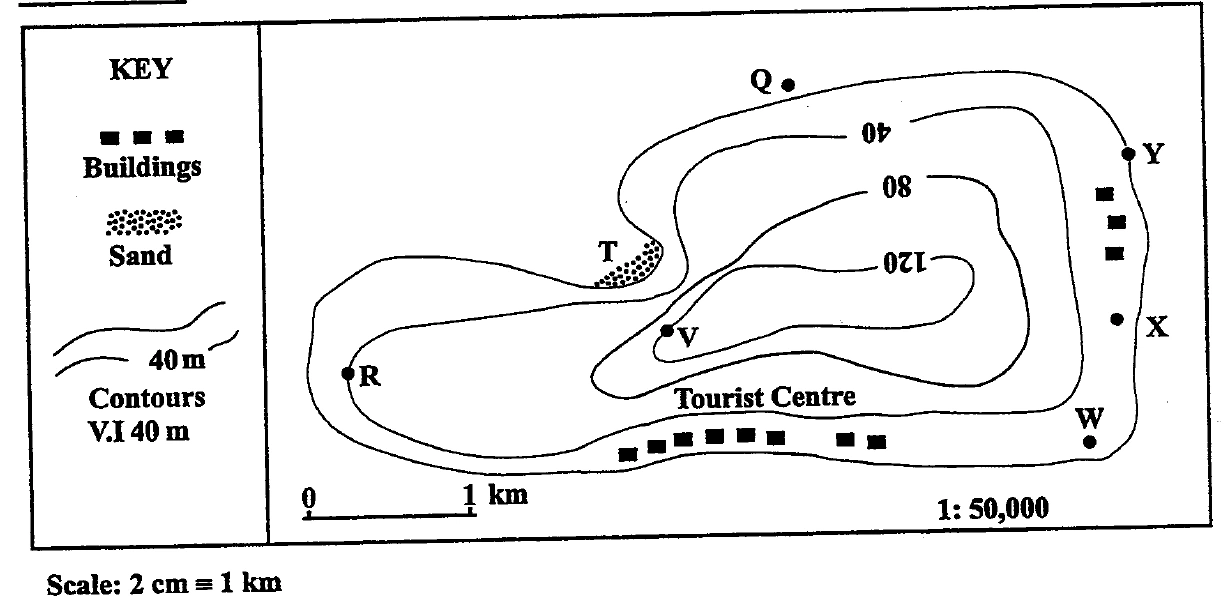 KEY
Buildings
Sand
40 m
Contours
V.I 40 m
Q
40
Y
80
T
120
X
V
R
Tourist Centre
W
0 1 km
1: 50,000
Scale: 2 cm ≡ 1 km